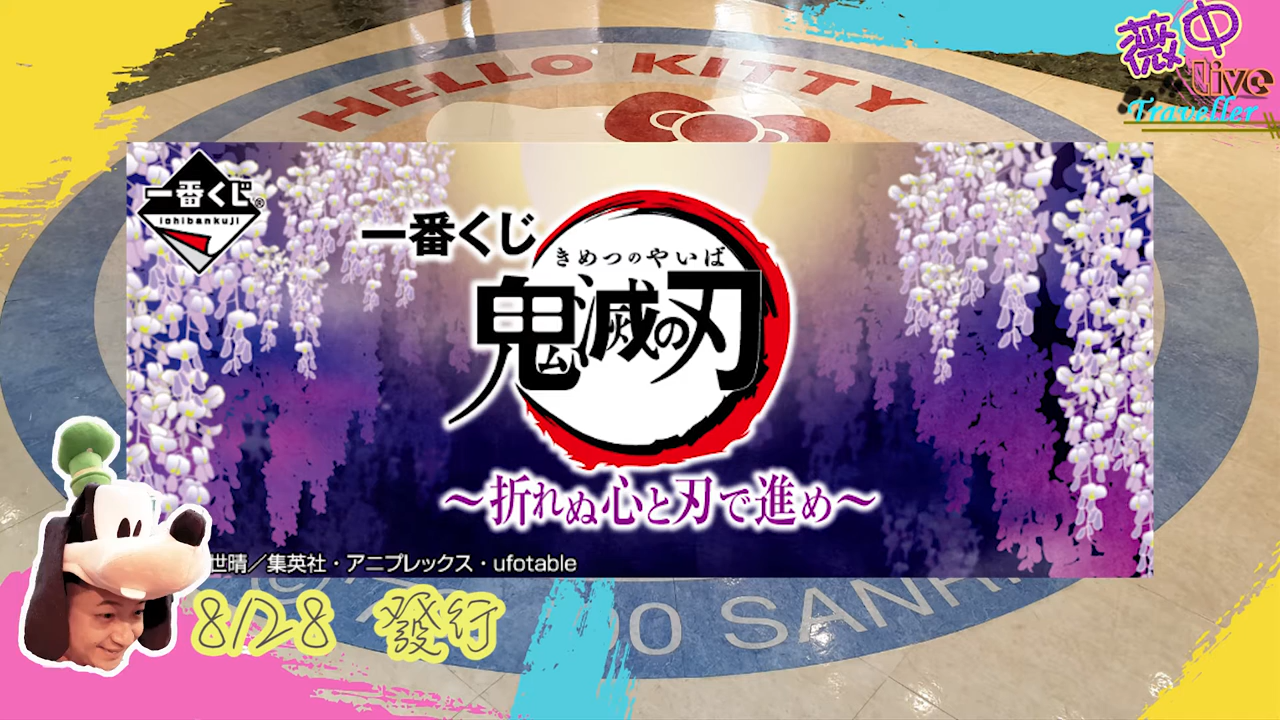 薇中
Live
Traveller
HELLO KITTY
一番くじ®
ichibankuji
一番くじ
きめつのやいば
鬼滅の刃
～折れぬ心と刃で進め～
世晴／集英社・アニプレックス・ufotable
8/28 發行
SANRI